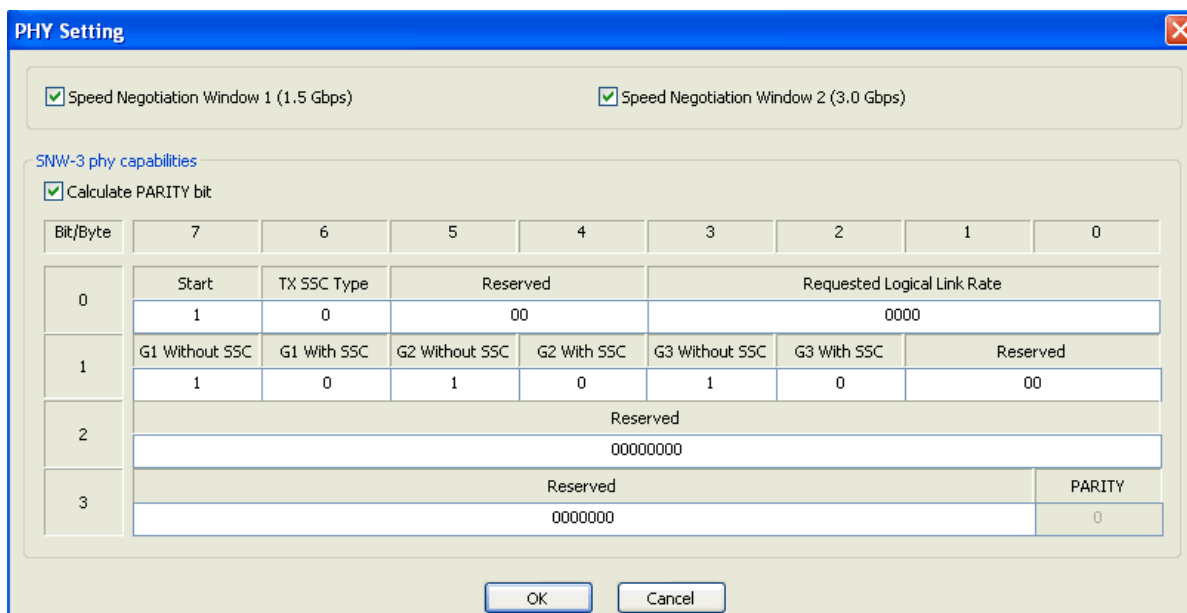 PHY Setting
Speed Negotiation Window 1 (1.5 Gbps) Speed Negotiation Window 2 (3.0 Gbps)
SNW-3 phy capabilities
Calculate PARITY bit
Bit/Byte 7 6 5 4 3 2 1 0
0 Start TX SSC Type Reserved Requested Logical Link Rate
1 0 00 0000
1 G1 Without SSC G1 With SSC G2 Without SSC G2 With SSC G3 Without SSC G3 With SSC Reserved
1 0 1 0 1 0 00
2 Reserved
00000000
3 Reserved PARITY
0000000 0
OK Cancel